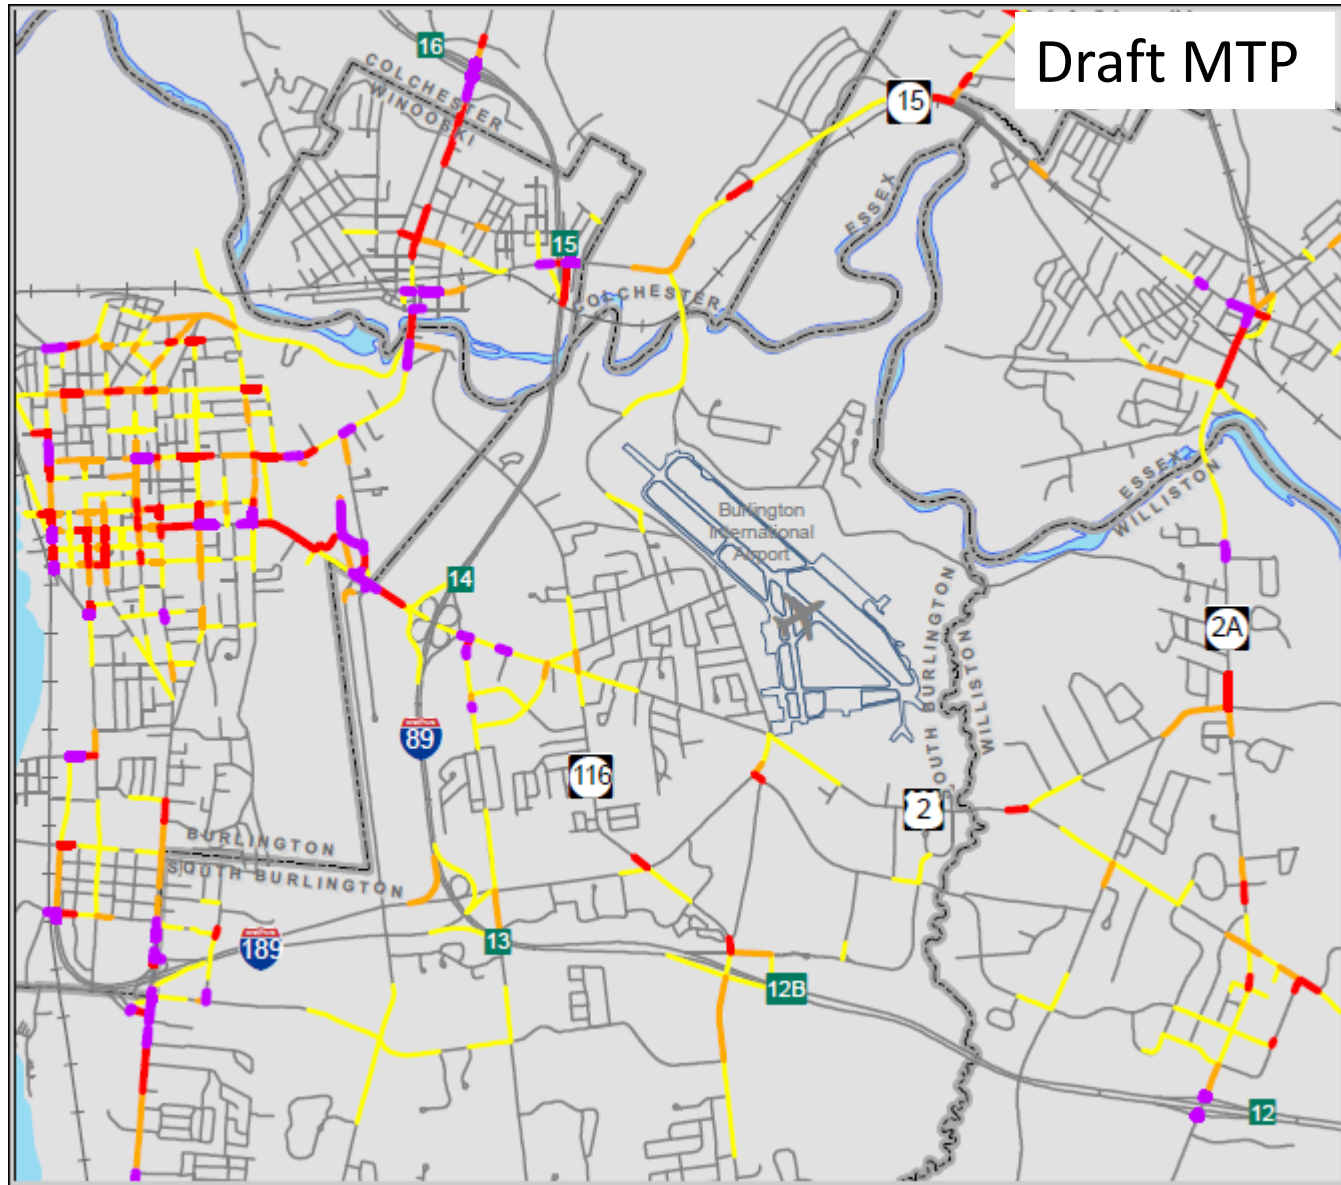 Draft MTP
16
COLCHESTER
WINOOSKI
15
ESSEX
15
COLCHESTER
ESSEX
WILLISTON
Burlington
International
Airport
14
2A
SOUTH BURLINGTON
WILLISTON
89
116
2
BURLINGTON
SOUTH BURLINGTON
189
13
12B
12